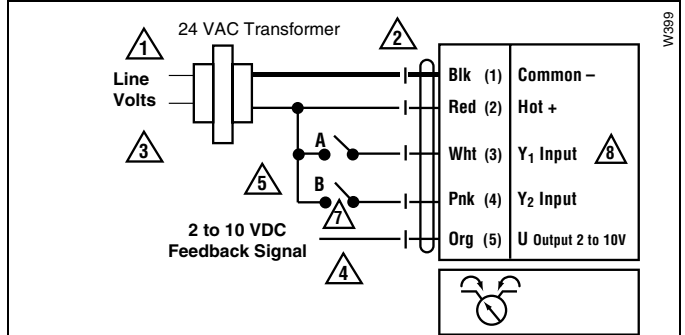 24 VAC Transformer
W399
1
2
Line
Volts
3
Blk (1) Common –
Red (2) Hot +
A
Wht (3) Y1 Input 8
5
B
7
Pnk (4) Y2 Input
2 to 10 VDC
Feedback Signal
4
Org (5) U Output 2 to 10V